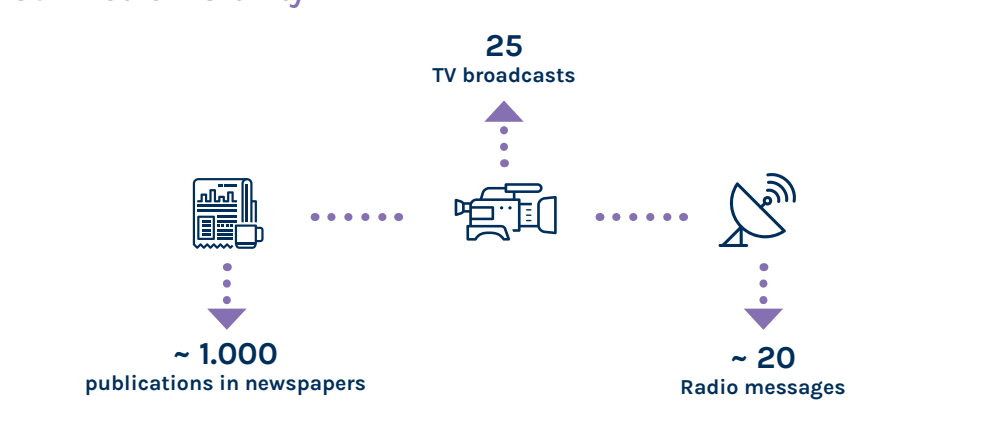 25
TV broadcasts
~ 1.000
publications in newspapers
~ 20
Radio messages